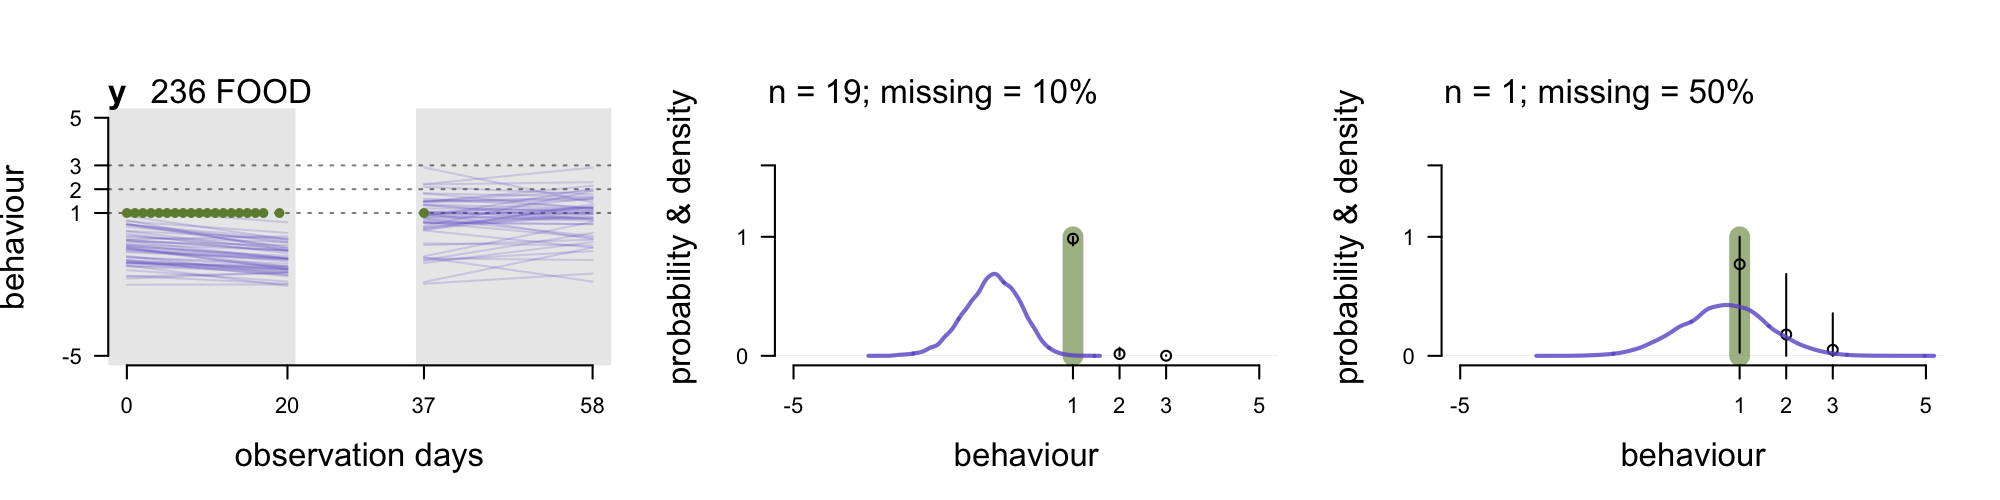 y 236 FOOD
behaviour
5
3
2
1
-5
0 20 37 58
observation days
n = 19; missing = 10%
probability & density
1
0
-5 1 2 3 5
behaviour
n = 1; missing = 50%
probability & density
1
0
-5 1 2 3 5
behaviour